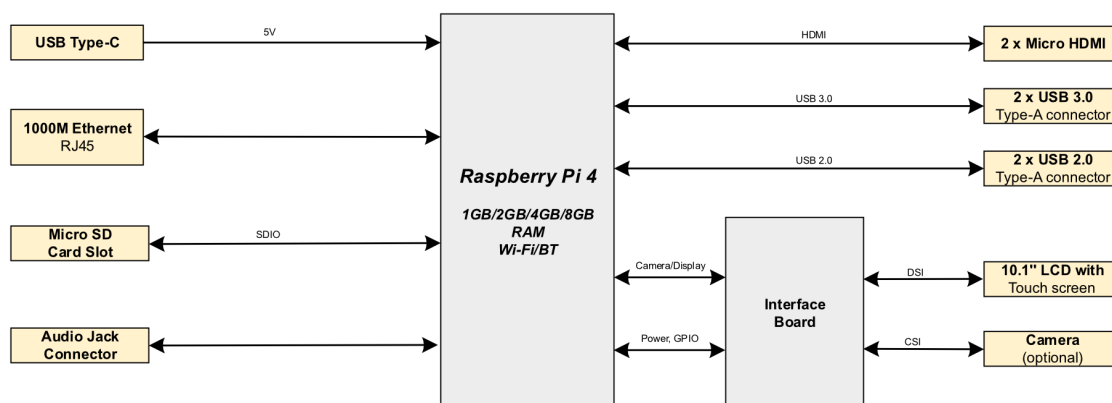 USB Type-C
5V
1000M Ethernet
RJ45
Micro SD
Card Slot
SDIO
Audio Jack
Connector
Raspberry Pi 4
1GB/2GB/4GB/8GB
RAM
Wi-Fi/BT
HDMI
2 x Micro HDMI
USB 3.0
2 x USB 3.0
Type-A connector
USB 2.0
2 x USB 2.0
Type-A connector
Camera/Display
Power, GPIO
Interface
Board
DSI
10.1" LCD with
Touch screen
CSI
Camera
(optional)